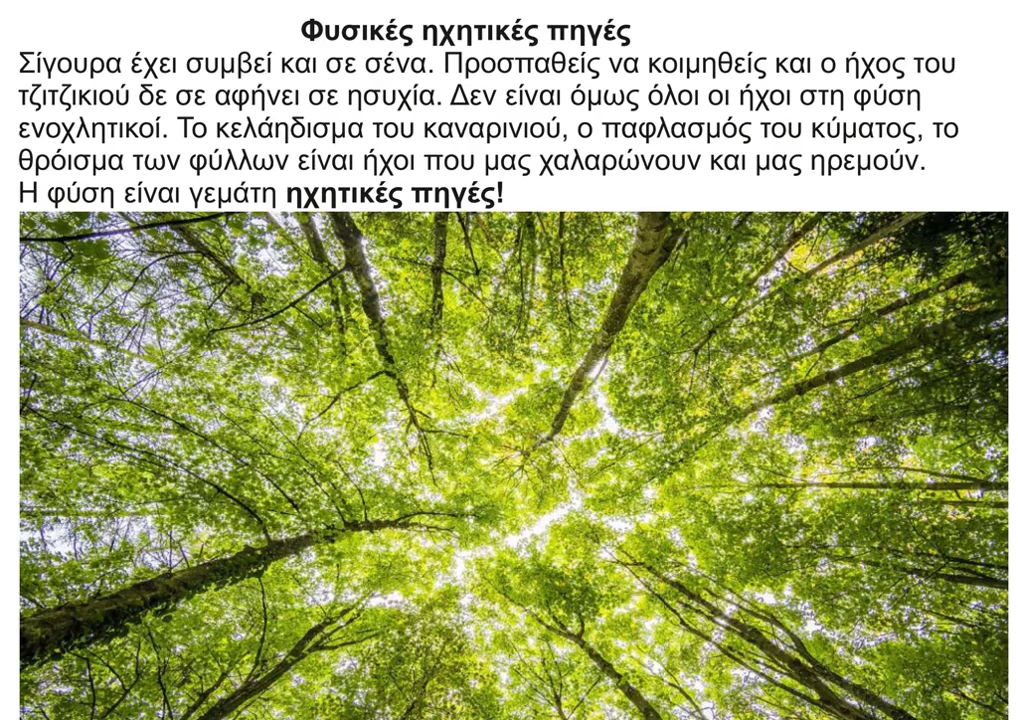 Φυσικές ηχητικές πηγές
Σίγουρα έχει συμβεί και σε σένα. Προσπαθείς να κοιμηθείς και ο ήχος του
τζιτζικιού δε σε αφήνει σε ησυχία. Δεν είναι όμως όλοι οι ήχοι στη φύση
ενοχλητικοί. Το κελάηδισμα του καναρινιού, ο παφλασμός του κύματος, το
θρόισμα των φύλλων είναι ήχοι που μας χαλαρώνουν και μας ηρεμούν.
Η φύση είναι γεμάτη ηχητικές πηγές!